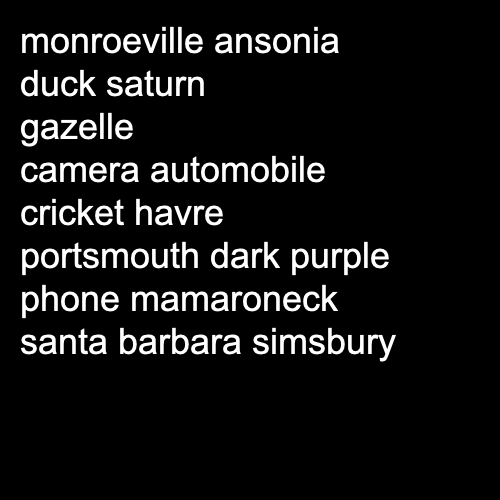 monroeville ansonia
duck saturn
gazelle
camera automobile
cricket havre
portsmouth dark purple
phone mamaroneck
santa barbara simsbury